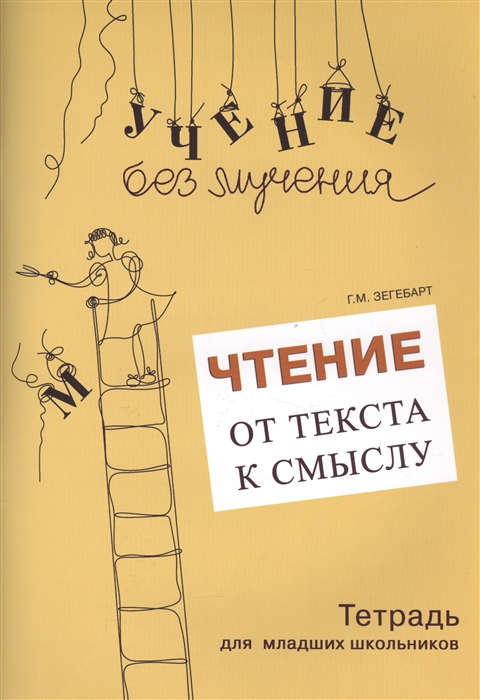 УЧЕНИЕ
без мучения
М
Г.М. ЗЕГЕБАРТ
ЧТЕНИЕ
ОТ ТЕКСТА
К СМЫСЛУ
Тетрадь
для младших школьников